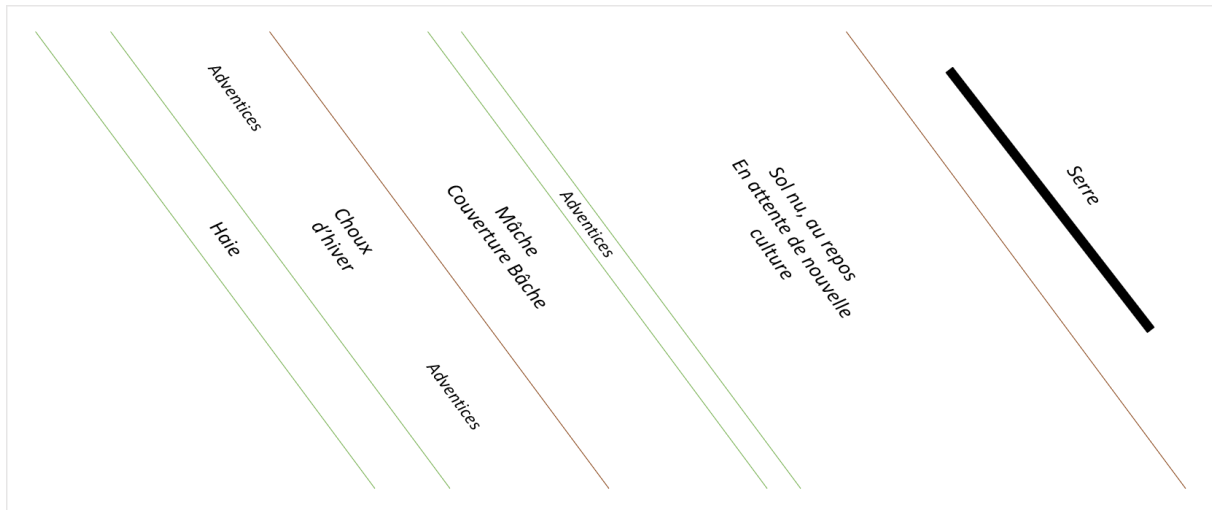 Haie
Adventices
Choux
d'hiver
Adventices
Mâche
Couverture Bâche
Adventices
Sol nu, au repos
En attente de nouvelle
culture
Serre